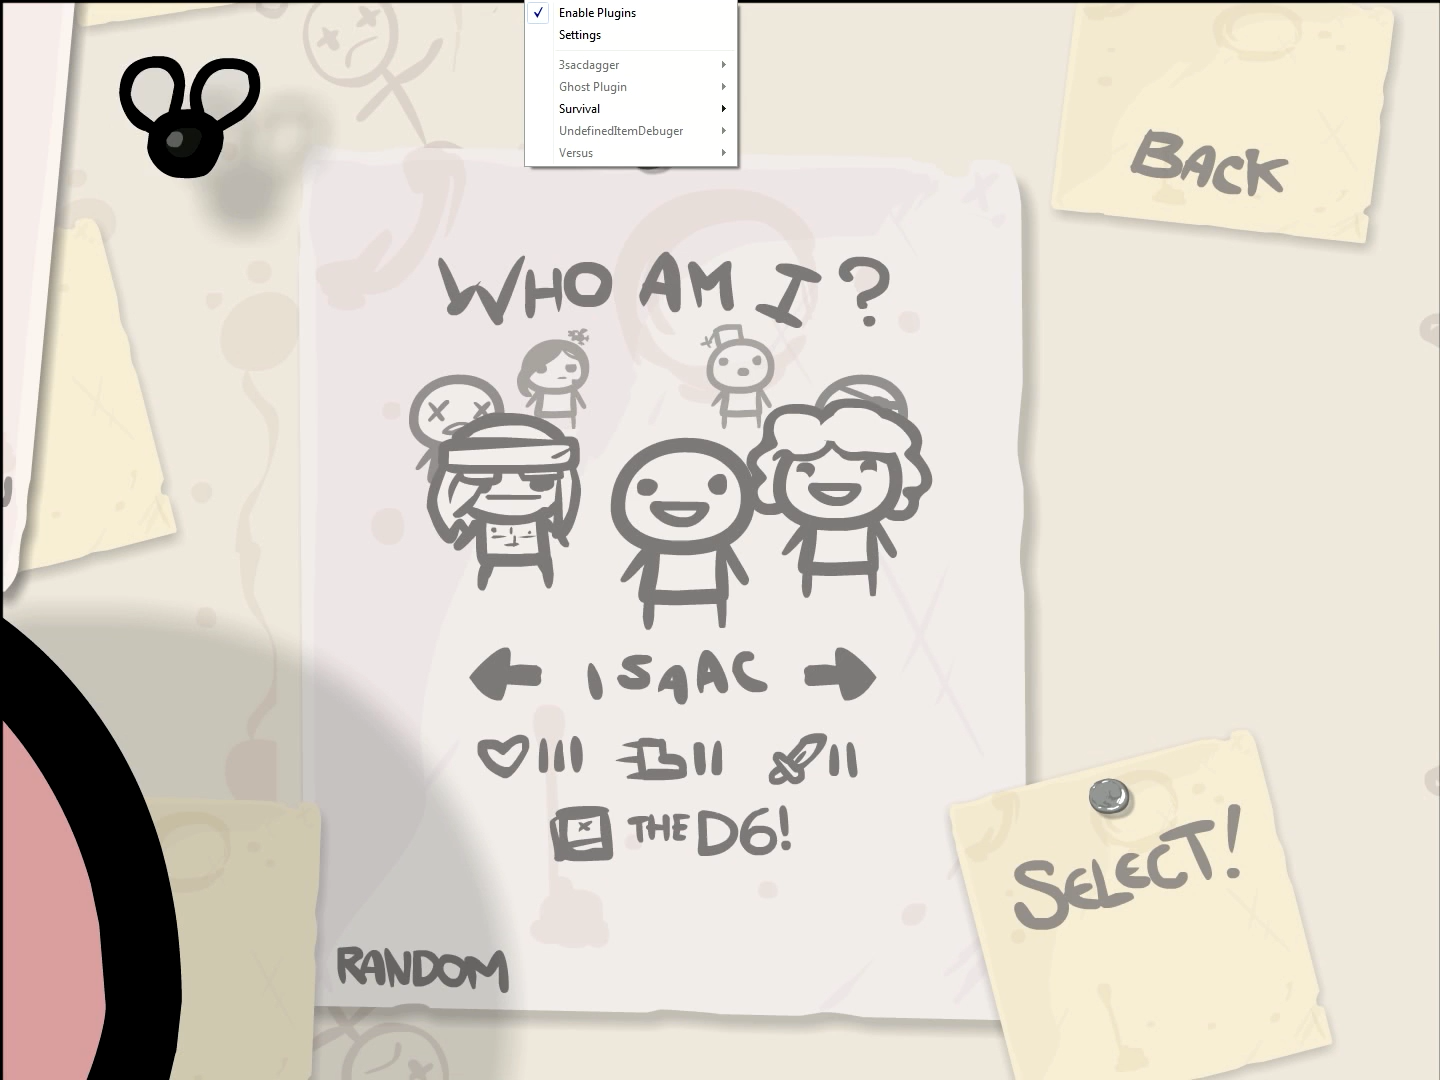 Enable Plugins
Settings
3sacdagger
Ghost Plugin
Survival
UndefinedItemDebuger
Versus
BACK
WHO AM I?
ISAAC
THE D6!
SELECT!
RANDOM